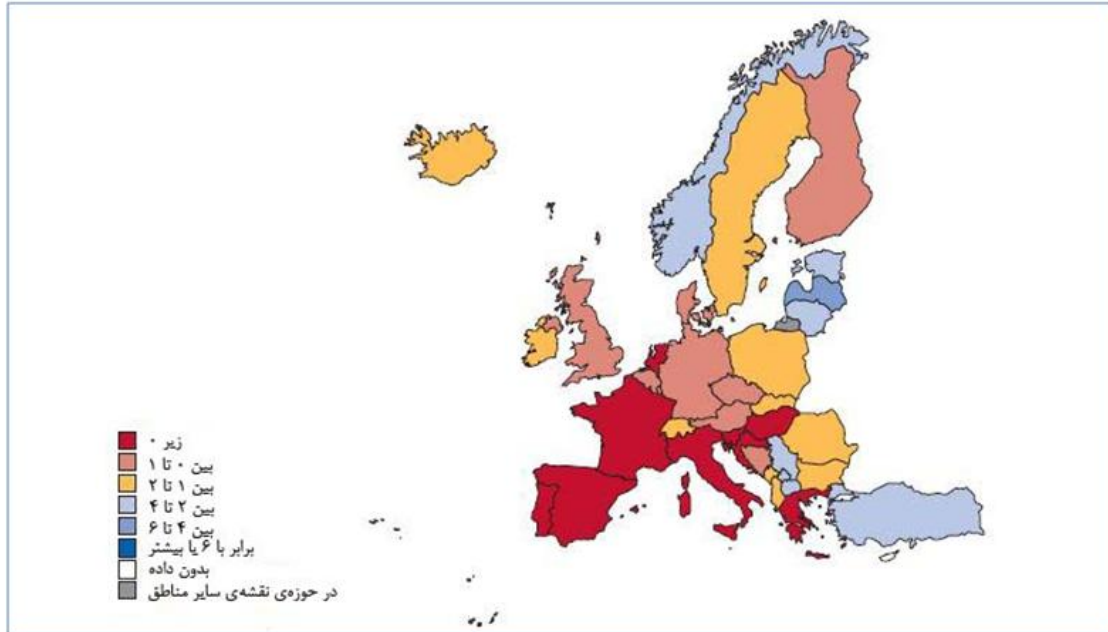 زیر ۰
بین ۰ تا ۱
بین ۱ تا ۲
بین ۲ تا ۴
بین ۴ تا ۶
برابر با ۶ یا بیشتر
بدون داده
در حوزه‌ی نقشه‌ی سایر مناطق